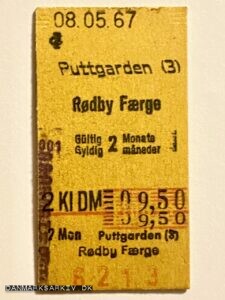 08.05.67
Puttgarden (3)
Rødby Færge
Gültig 2 Monate
Gyldig måneder
001
2 Kl DM 09,50
09,50
2 Mon Puttgarden (3)
Rødby Færge
6213
DANMARKSARKIV.DK